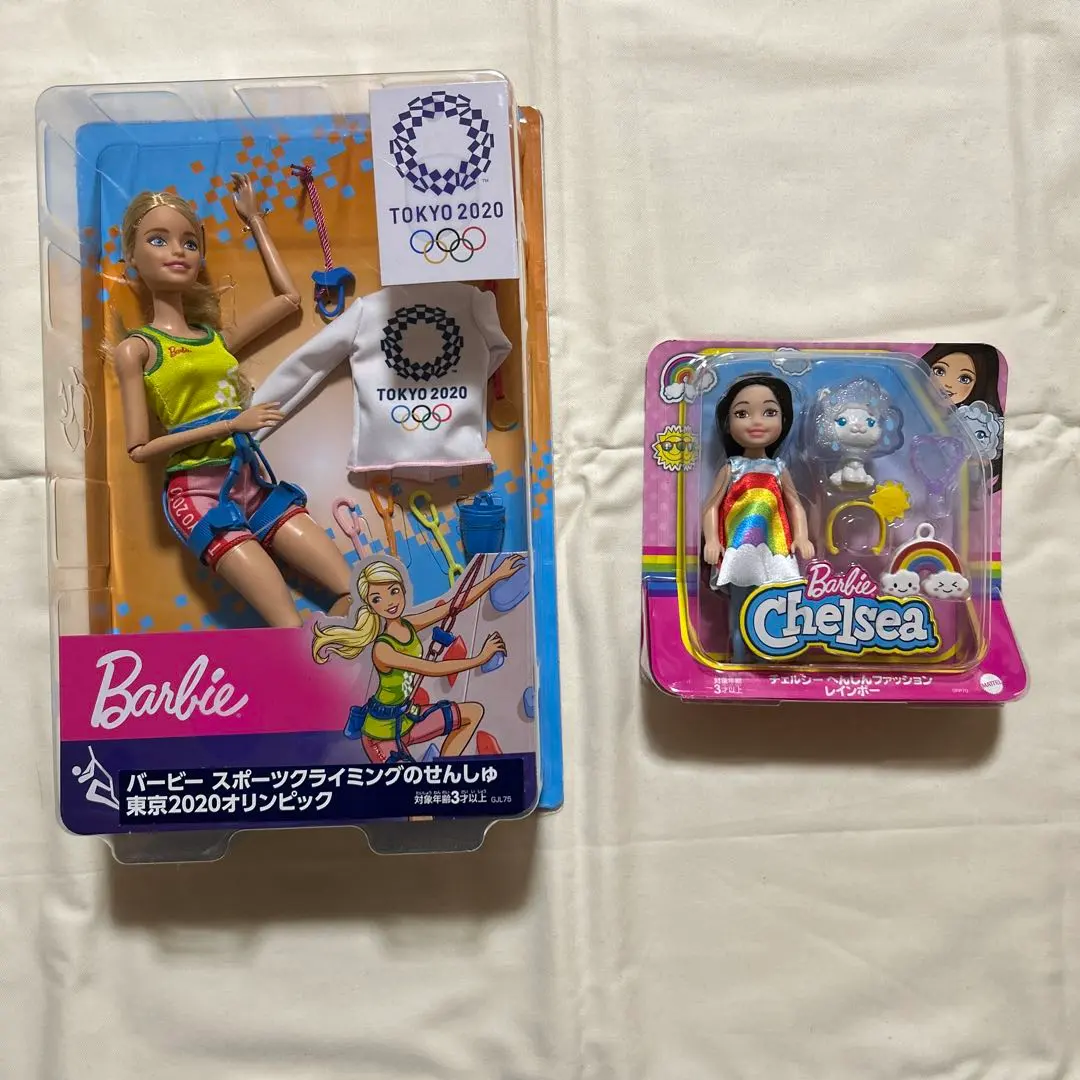 TOKYO 2020
TOKYO 2020
Barbie
Barbie
バービー スポーツクライミングのせんしゅ
東京2020オリンピック
対象年齢3才以上 GJL75
Barbie
Chelsea
チェルシー へんしんファッション
レインボー
対象年齢
3才以上
MATTEL